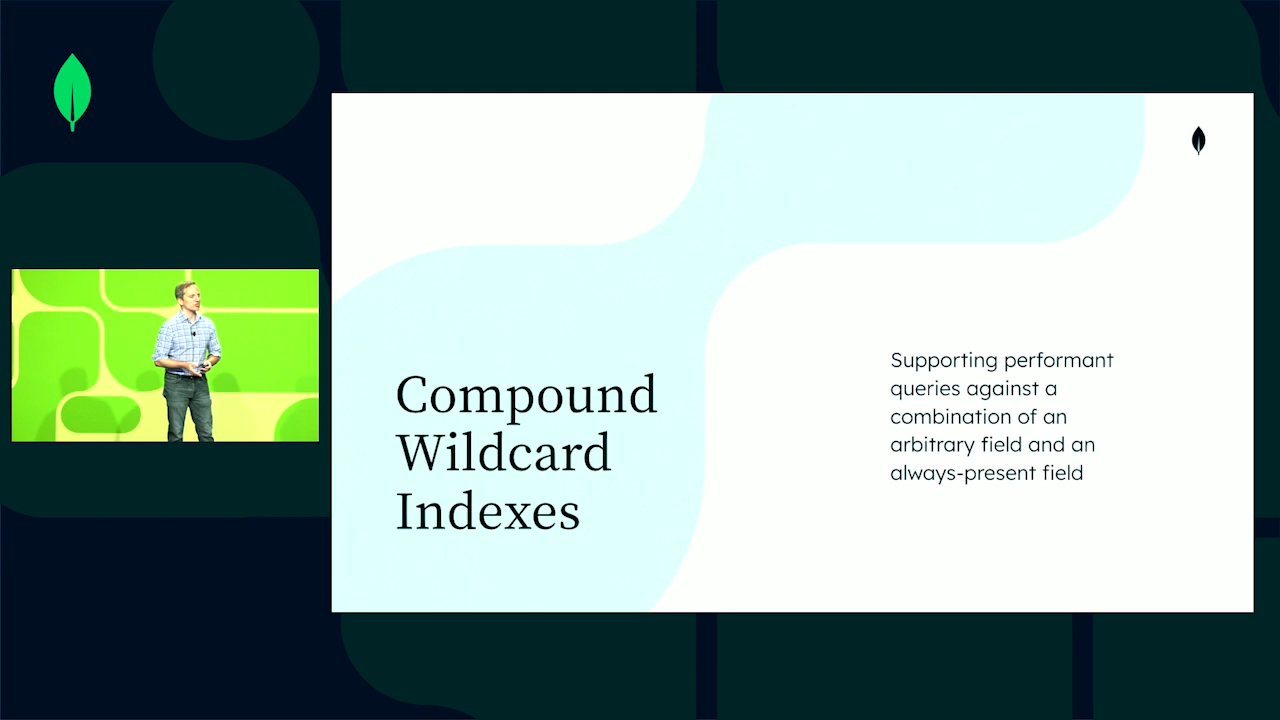 Compound
Wildcard
Indexes
Supporting performant
queries against a
combination of an
arbitrary field and an
always-present field